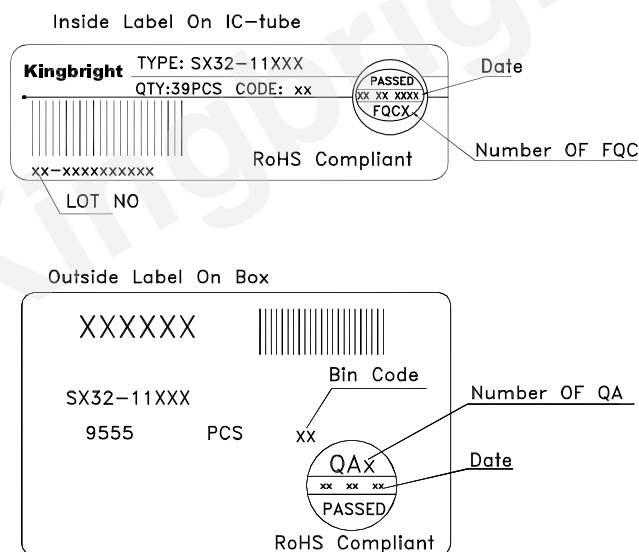 Inside Label On IC-tube
Kingbright
TYPE: SX32-11XXX
QTY:39PCS CODE: xx
PASSED
xx xx xxxx
FQCX
Date
Number OF FQC
RoHS Compliant
xx-xxxxxxxxxx
LOT NO
Outside Label On Box
XXXXXX
Bin Code
SX32-11XXX
9555 PCS xx
Number OF QA
QAx
xx xx xx
PASSED
Date
RoHS Compliant
Kingbright